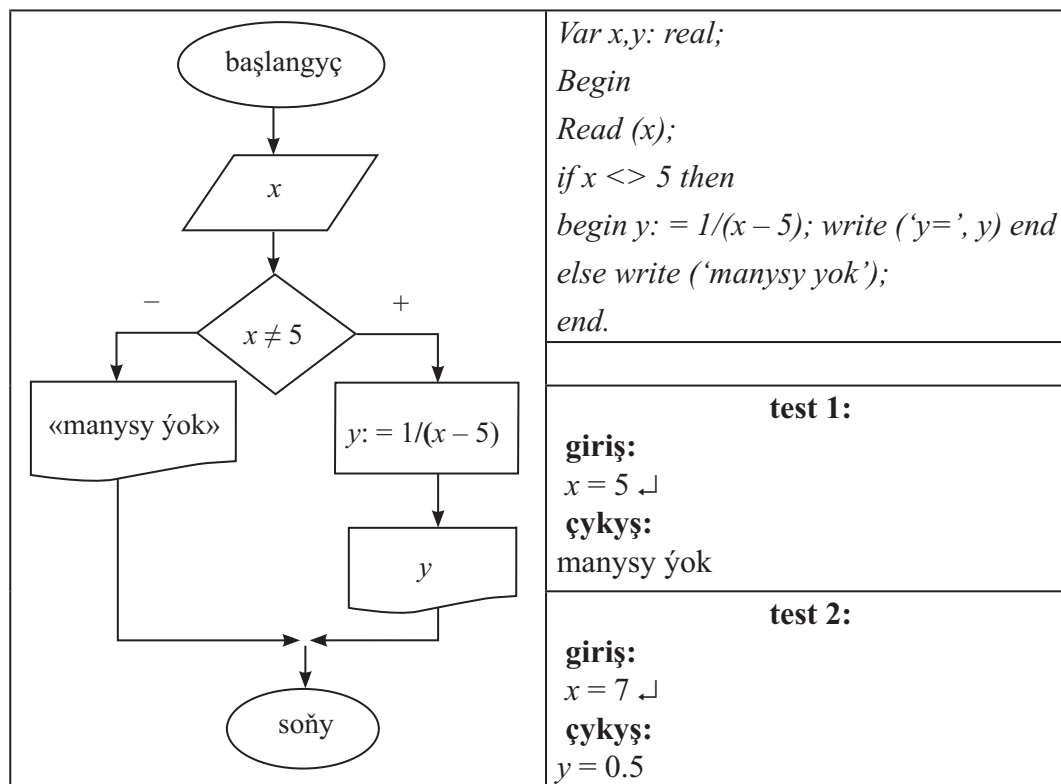 başlangyç
x
–
+
x ≠ 5
«manysy ýok»
y: = 1/(x – 5)
y
soňy
Var x,y: real;
Begin
Read (x);
if x <> 5 then
begin y: = 1/(x – 5); write (‘y=’, y) end
else write (‘manysy yok’);
end.
test 1:
giriş:
x = 5 ↵
çykyş:
manysy ýok
test 2:
giriş:
x = 7 ↵
çykyş:
y = 0.5